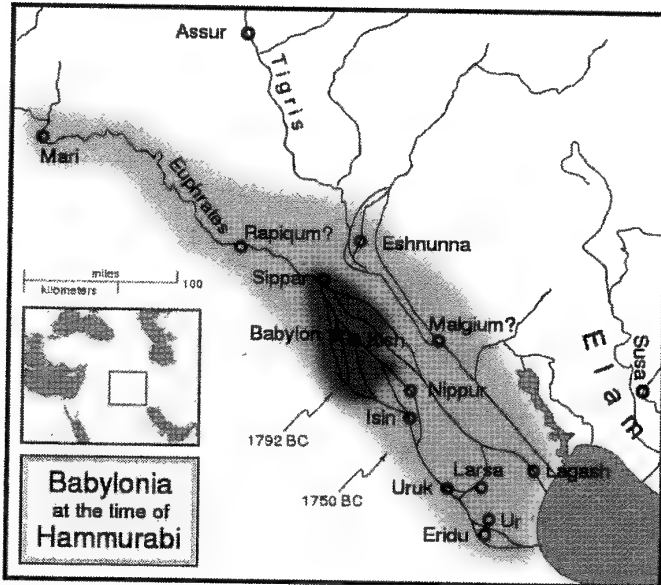 Assur
Tigris
Mari
Euphrates
Rapiqum?
Eshnunna
Sippar
miles
kilometers
100
Babylon
Kish
Malgium?
Elam
Susa
Nippur
Isin
1792 BC
1750 BC
Larsa
Lagash
Uruk
Ur
Eridu
Babylonia
at the time of
Hammurabi